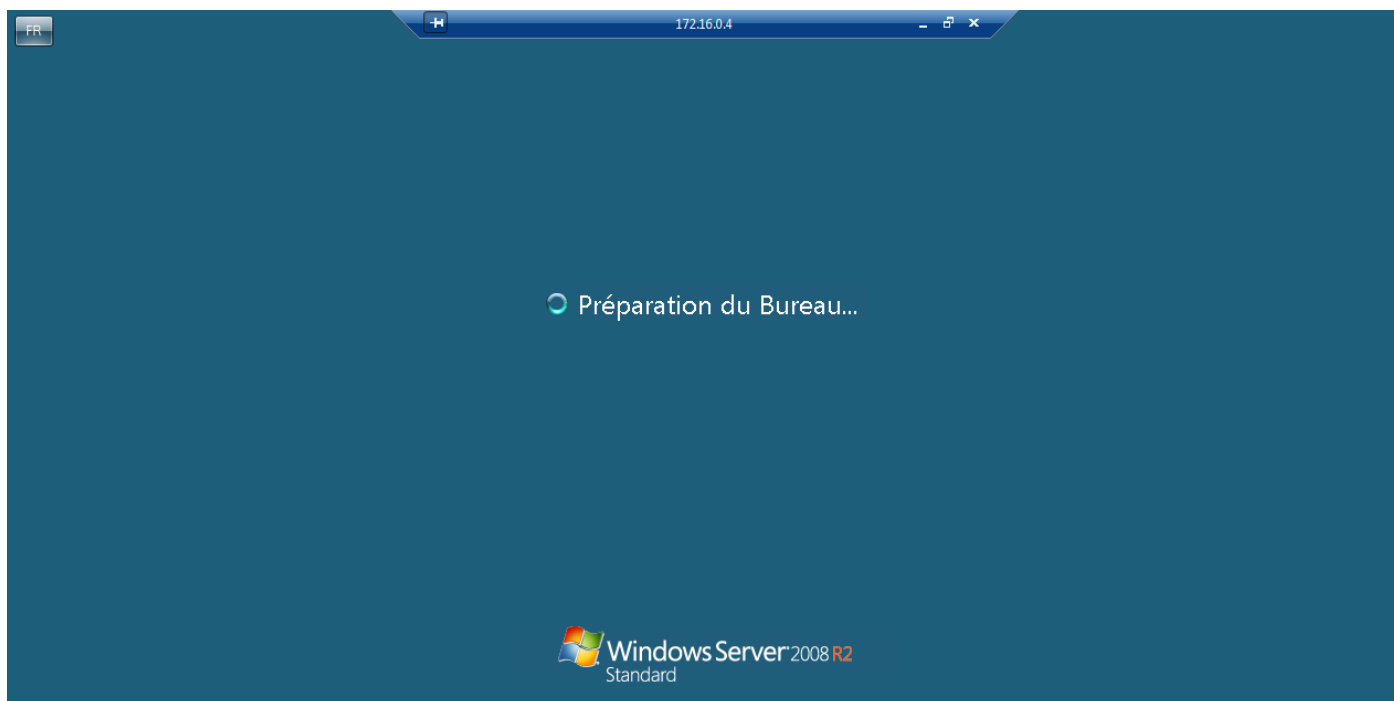 FR
172.16.0.4
Préparation du Bureau...
Windows Server 2008 R2
Standard